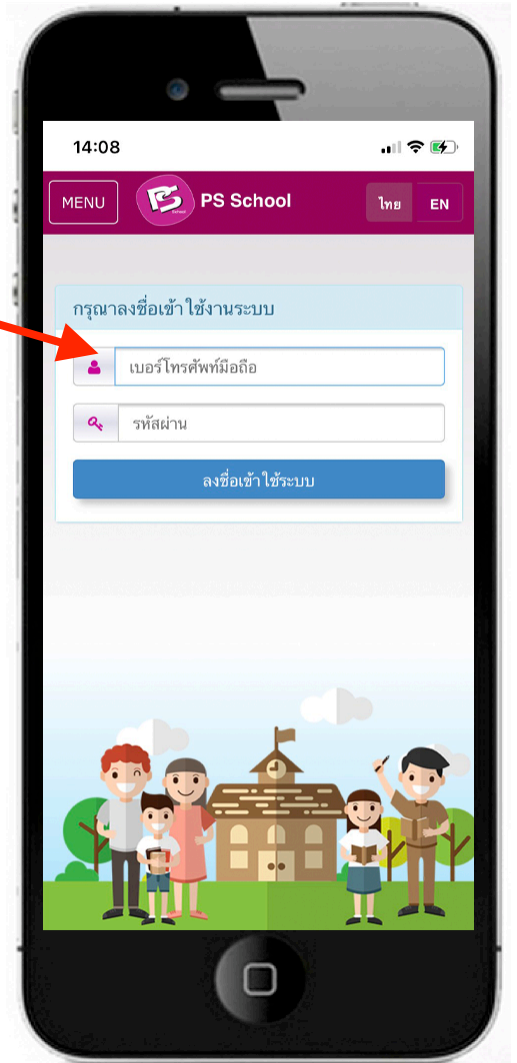 14:08
MENU
PS
School
PS School
ไทย
EN
กรุณาลงชื่อเข้าใช้งานระบบ
เบอร์โทรศัพท์มือถือ
รหัสผ่าน
ลงชื่อเข้าใช้ระบบ